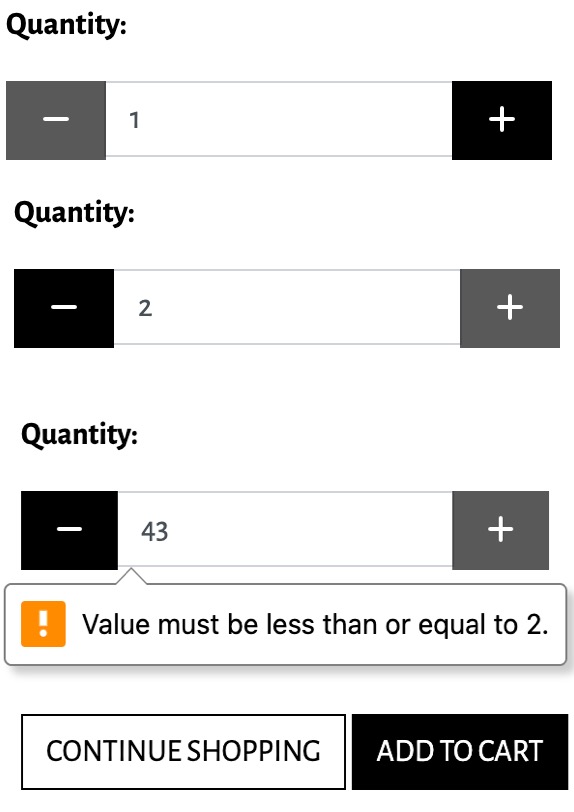 Quantity:
− 1 +
Quantity:
− 2 +
Quantity:
− 43 +
! Value must be less than or equal to 2.
CONTINUE SHOPPING ADD TO CART